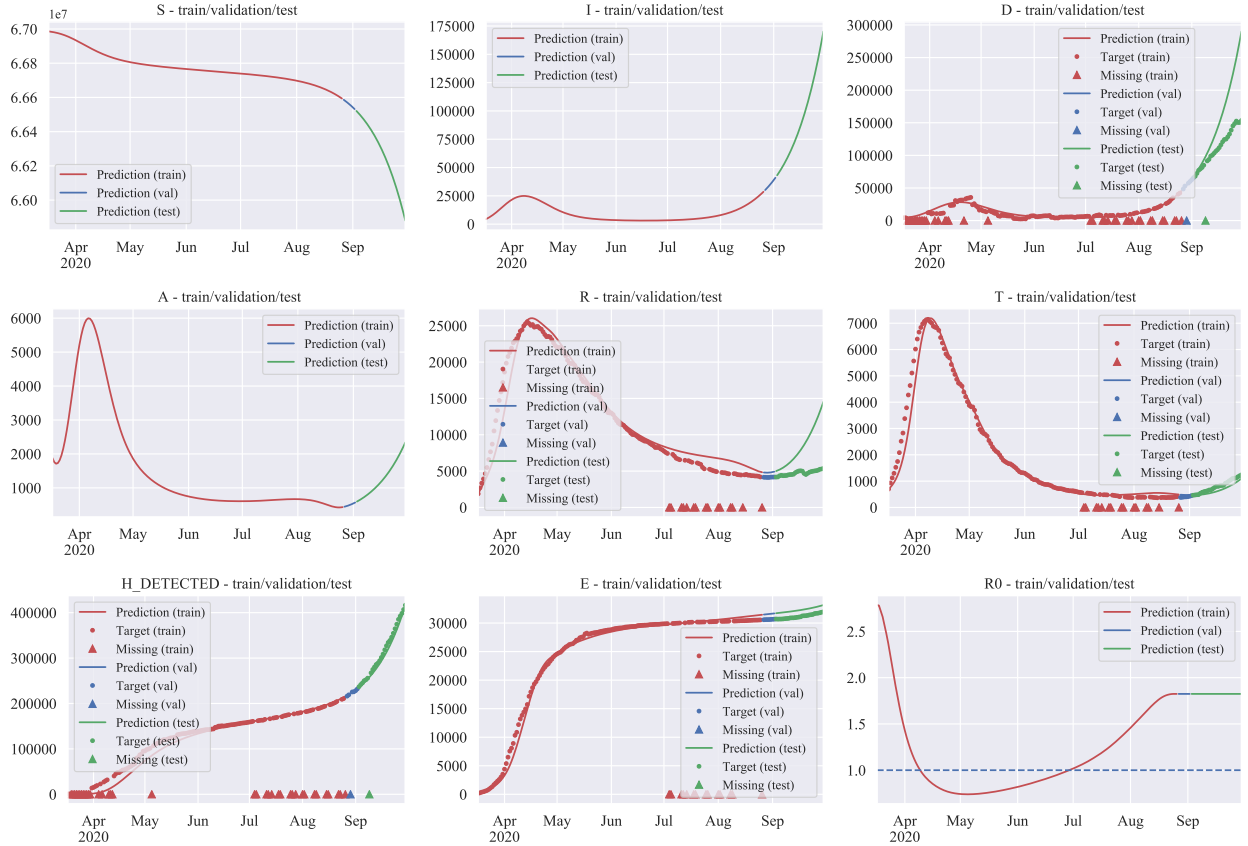 S - train/validation/test
1e7
6.70
6.68
6.66
6.64
6.62
6.60
Prediction (train)
Prediction (val)
Prediction (test)
Apr
2020
May
Jun
Jul
Aug
Sep
I - train/validation/test
175000
150000
125000
100000
75000
50000
25000
0
Prediction (train)
Prediction (val)
Prediction (test)
Apr
2020
May
Jun
Jul
Aug
Sep
D - train/validation/test
300000
250000
200000
150000
100000
50000
0
Prediction (train)
Target (train)
Missing (train)
Prediction (val)
Target (val)
Missing (val)
Prediction (test)
Target (test)
Missing (test)
Apr
2020
May
Jun
Jul
Aug
Sep
A - train/validation/test
6000
5000
4000
3000
2000
1000
Prediction (train)
Prediction (val)
Prediction (test)
Apr
2020
May
Jun
Jul
Aug
Sep
R - train/validation/test
25000
20000
15000
10000
5000
0
Prediction (train)
Target (train)
Missing (train)
Prediction (val)
Target (val)
Missing (val)
Prediction (test)
Target (test)
Missing (test)
Apr
2020
May
Jun
Jul
Aug
Sep
T - train/validation/test
7000
6000
5000
4000
3000
2000
1000
0
Prediction (train)
Target (train)
Missing (train)
Prediction (val)
Target (val)
Missing (val)
Prediction (test)
Target (test)
Missing (test)
Apr
2020
May
Jun
Jul
Aug
Sep
H_DETECTED - train/validation/test
400000
300000
200000
100000
0
Prediction (train)
Target (train)
Missing (train)
Prediction (val)
Target (val)
Missing (val)
Prediction (test)
Target (test)
Missing (test)
Apr
2020
May
Jun
Jul
Aug
Sep
E - train/validation/test
30000
25000
20000
15000
10000
5000
0
Prediction (train)
Target (train)
Missing (train)
Prediction (val)
Target (val)
Missing (val)
Prediction (test)
Target (test)
Missing (test)
Apr
2020
May
Jun
Jul
Aug
Sep
R0 - train/validation/test
2.5
2.0
1.5
1.0
Prediction (train)
Prediction (val)
Prediction (test)
Apr
2020
May
Jul
Aug
Sep